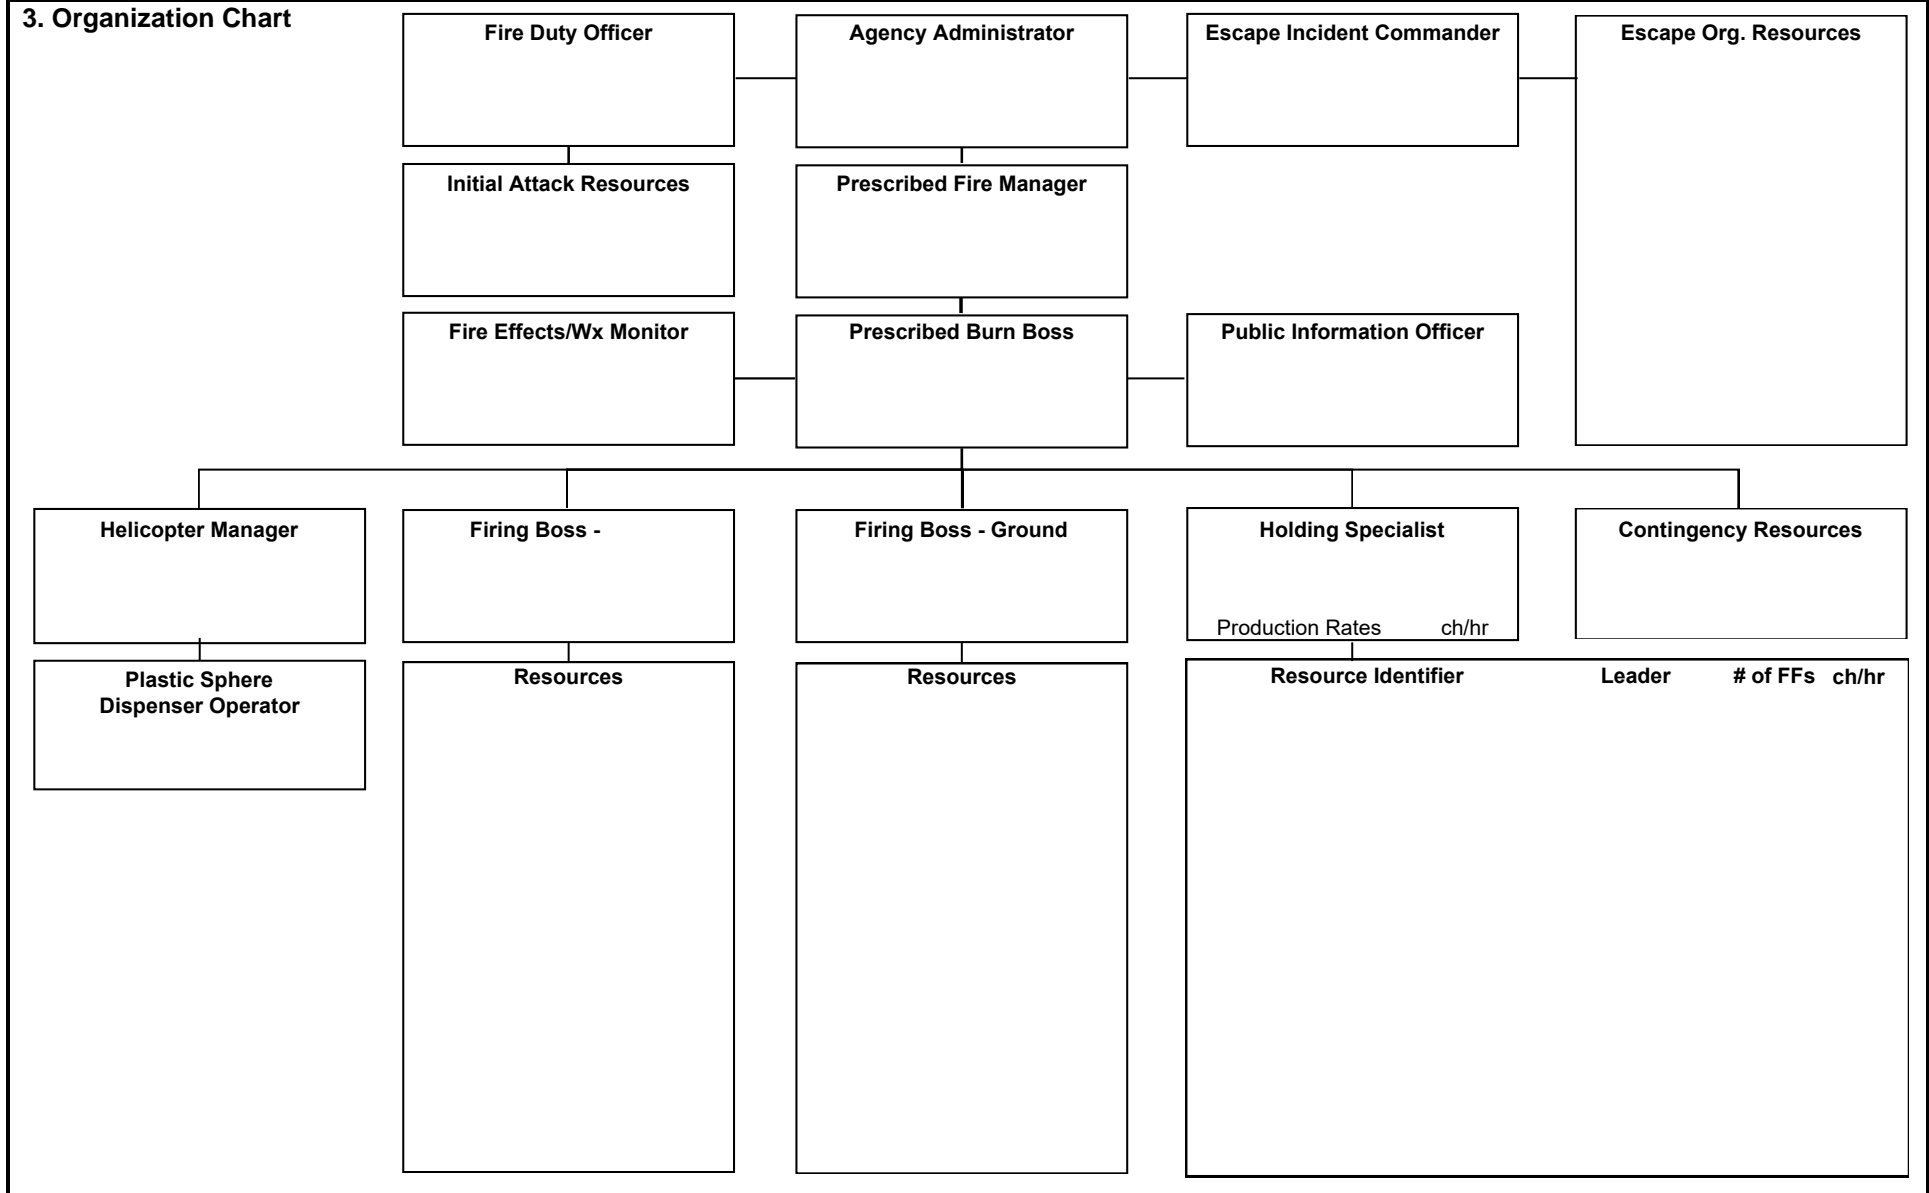 3. Organization Chart
Fire Duty Officer
Agency Administrator
Escape Incident Commander
Escape Org. Resources
Initial Attack Resources
Prescribed Fire Manager
Fire Effects/Wx Monitor
Prescribed Burn Boss
Public Information Officer
Helicopter Manager
Firing Boss -
Firing Boss - Ground
Holding Specialist
Production Rates ch/hr
Contingency Resources
Plastic Sphere
Dispenser Operator
Resources
Resources
Resource Identifier Leader # of FFs ch/hr